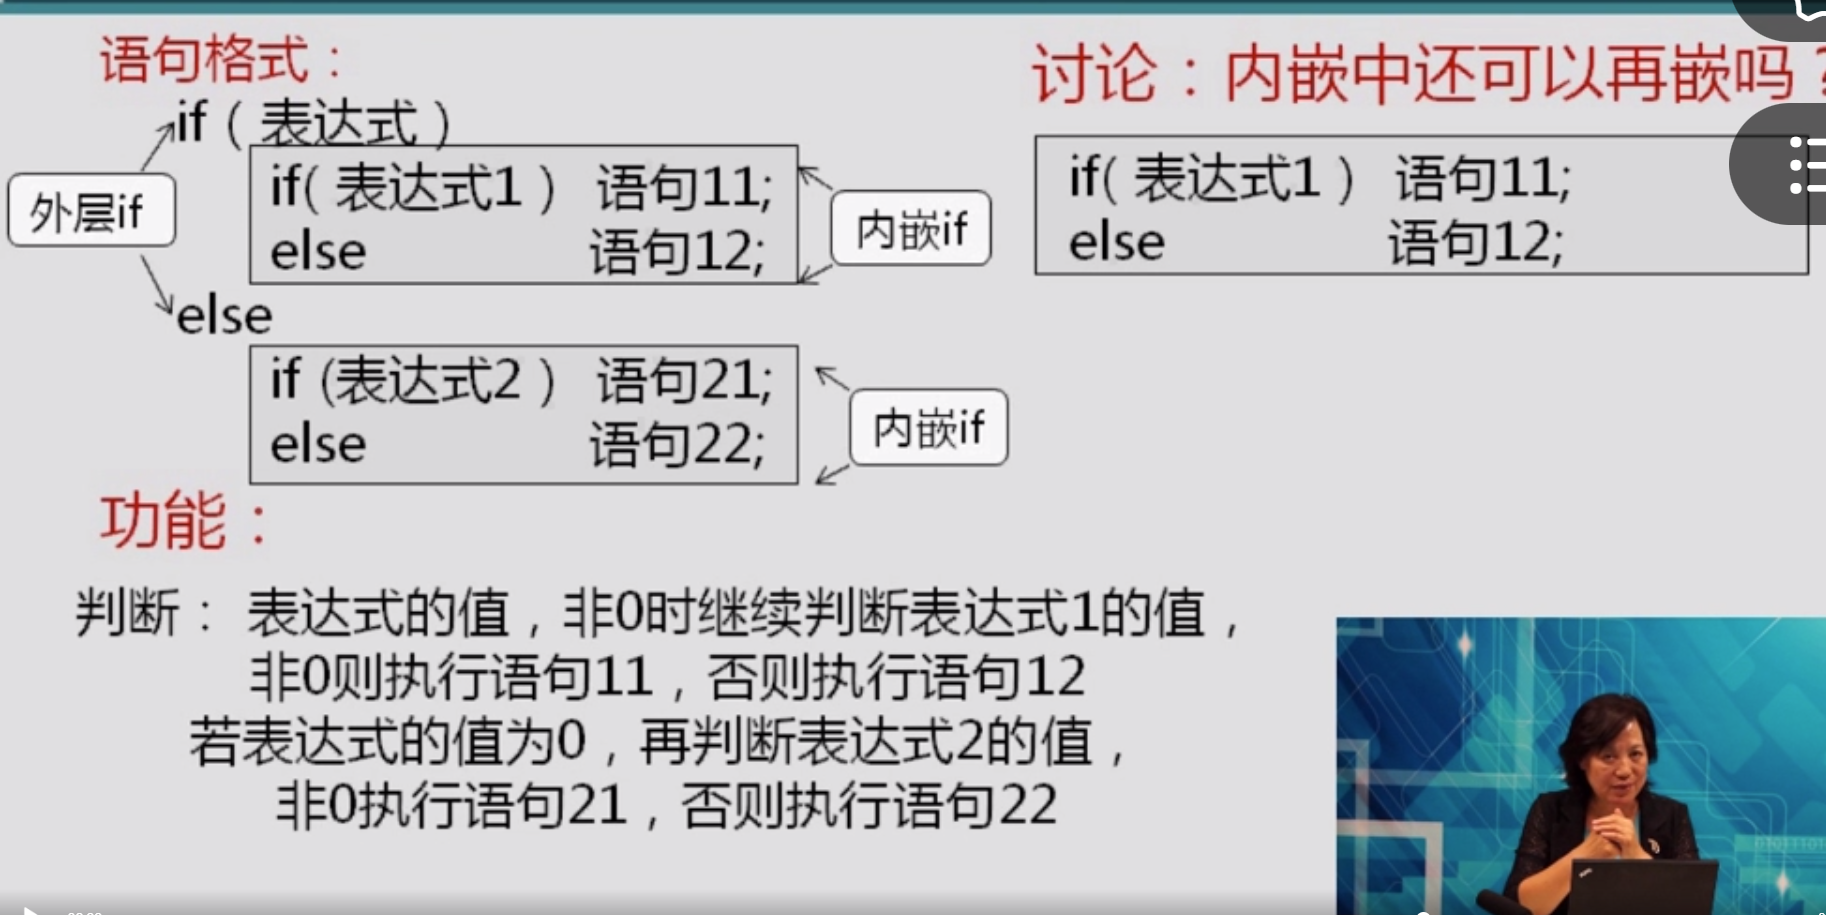 语句格式：
if（表达式）
if(表达式1） 语句11;
else 语句12;
else
if (表达式2） 语句21;
else 语句22;
外层if
内嵌if
内嵌if
讨论：内嵌中还可以再嵌吗？
if(表达式1） 语句11;
else 语句12;
功能：
判断：表达式的值，非0时继续判断表达式1的值，
非0则执行语句11，否则执行语句12
若表达式的值为0，再判断表达式2的值，
非0执行语句21，否则执行语句22